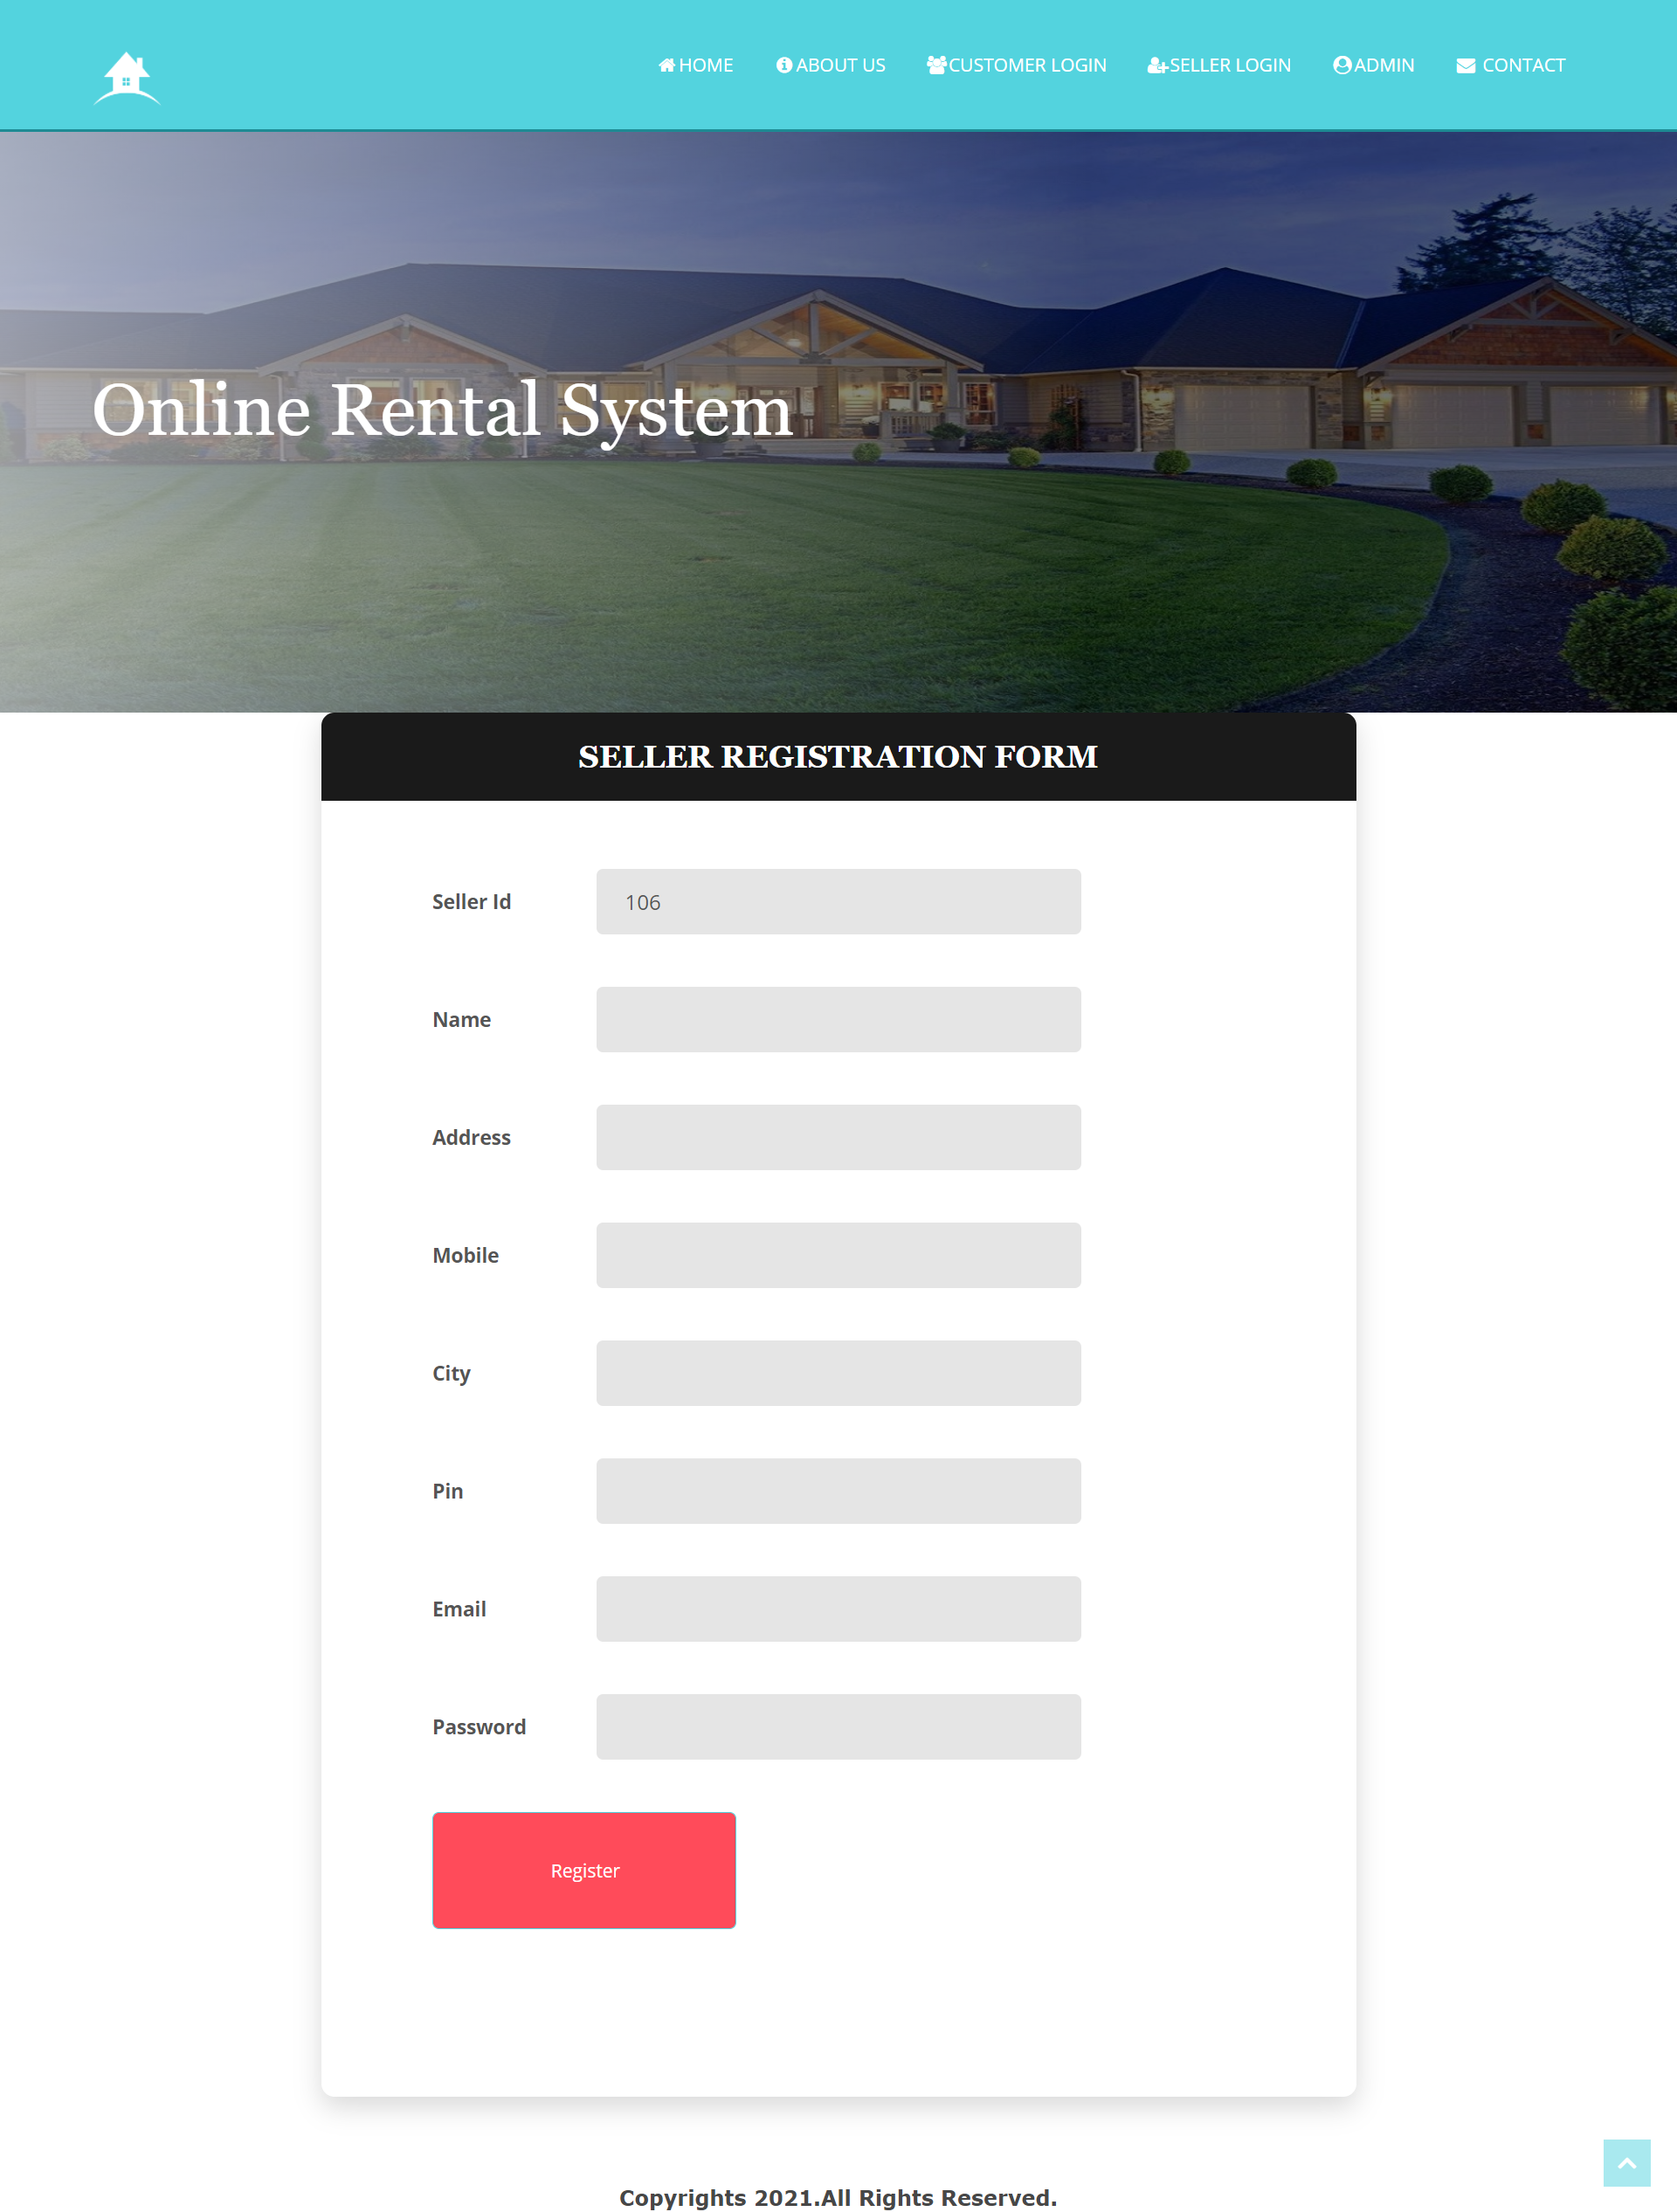 HOME ABOUT US CUSTOMER LOGIN SELLER LOGIN ADMIN CONTACT
Online Rental System
SELLER REGISTRATION FORM
Seller Id 106
Name
Address
Mobile
City
Pin
Email
Password
Register
Copyrights 2021.All Rights Reserved.